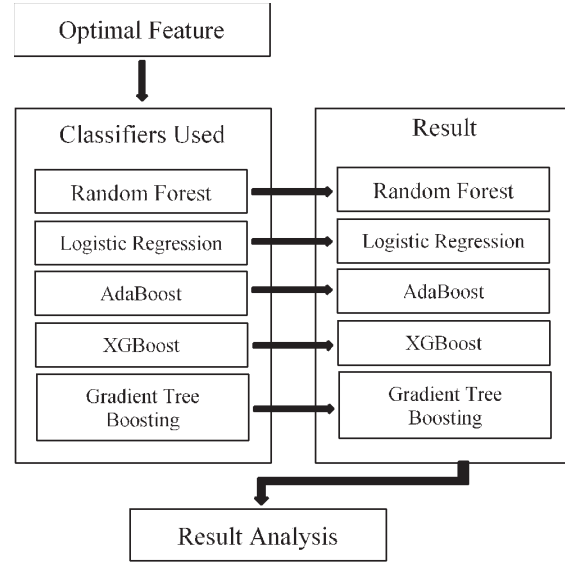 Optimal Feature
Classifiers Used
Random Forest
Logistic Regression
AdaBoost
XGBoost
Gradient Tree
Boosting
Result
Random Forest
Logistic Regression
AdaBoost
XGBoost
Gradient Tree
Boosting
Result Analysis